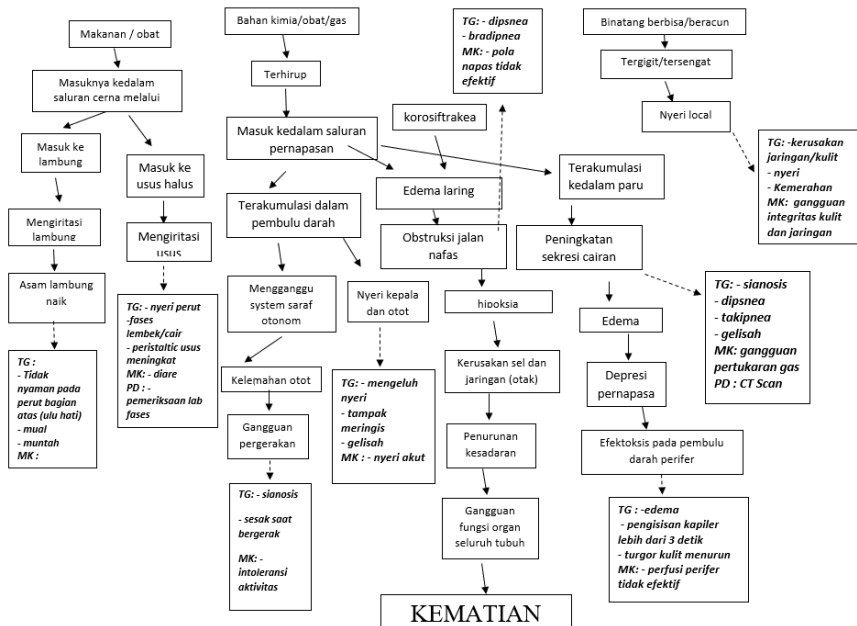 Makanan / obat
Masuknya kedalam
saluran cerna melalui
Masuk ke
lambung
Mengiritasi
lambung
Asam lambung
naik
TG :
- Tidak
nyaman pada
perut bagian
atas (ulu hati)
- mual
- muntah
MK :
Masuk ke
usus halus
Mengiritasi
usus
TG: - nyeri perut
-fases
lembek/cair
- peristaltic usus
meningkat
MK: - diare
PD : -
pemeriksaan lab
fases
Bahan kimia/obat/gas
Terhirup
Masuk kedalam saluran
pernapasan
Terakumulasi dalam
pembulu darah
Mengganggu
system saraf
otonom
Kelemahan otot
Gangguan
pergerakan
TG: - sianosis
- sesak saat
bergerak
MK: -
intoleransi
aktivitas
Nyeri kepala
dan otot
TG: - mengeluh
nyeri
- tampak
meringis
- gelisah
MK : - nyeri akut
korosiftrakea
Edema laring
Obstruksi jalan
nafas
TG: - dipsnea
- bradipnea
MK: - pola
napas tidak
efektif
hipoksia
Kerusakan sel dan
jaringan (otak)
Penurunan
kesadaran
Gangguan
fungsi organ
seluruh tubuh
KEMATIAN
Terakumulasi
kedalam paru
Peningkatan
sekresi cairan
TG: - sianosis
- dipsnea
- takipnea
- gelisah
MK: gangguan
pertukaran gas
PD : CT Scan
Edema
Depresi
pernapasa
Efektoksis pada pembulu
darah perifer
TG : -edema
- pengisisan kapiler
lebih dari 3 detik
- turgor kulit menurun
MK: - perfusi perifer
tidak efektif
Binatang berbisa/beracun
Tergigit/tersengat
Nyeri local
TG: -kerusakan
jaringan/kulit
- nyeri
- Kemerahan
MK: gangguan
integritas kulit
dan jaringan